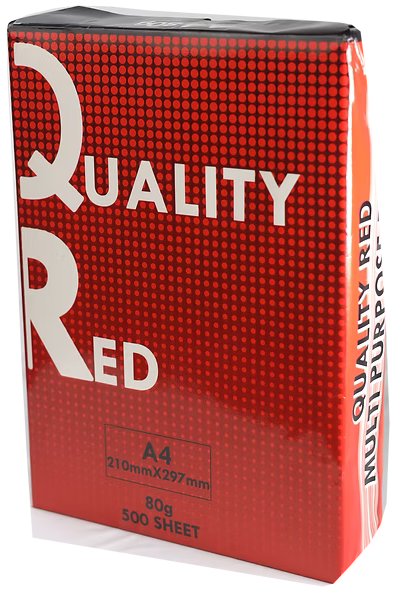 QUALITY
RED
A4
210mmX297mm
80g
500 SHEET
QUALITY RED
MULTI PURPOSE